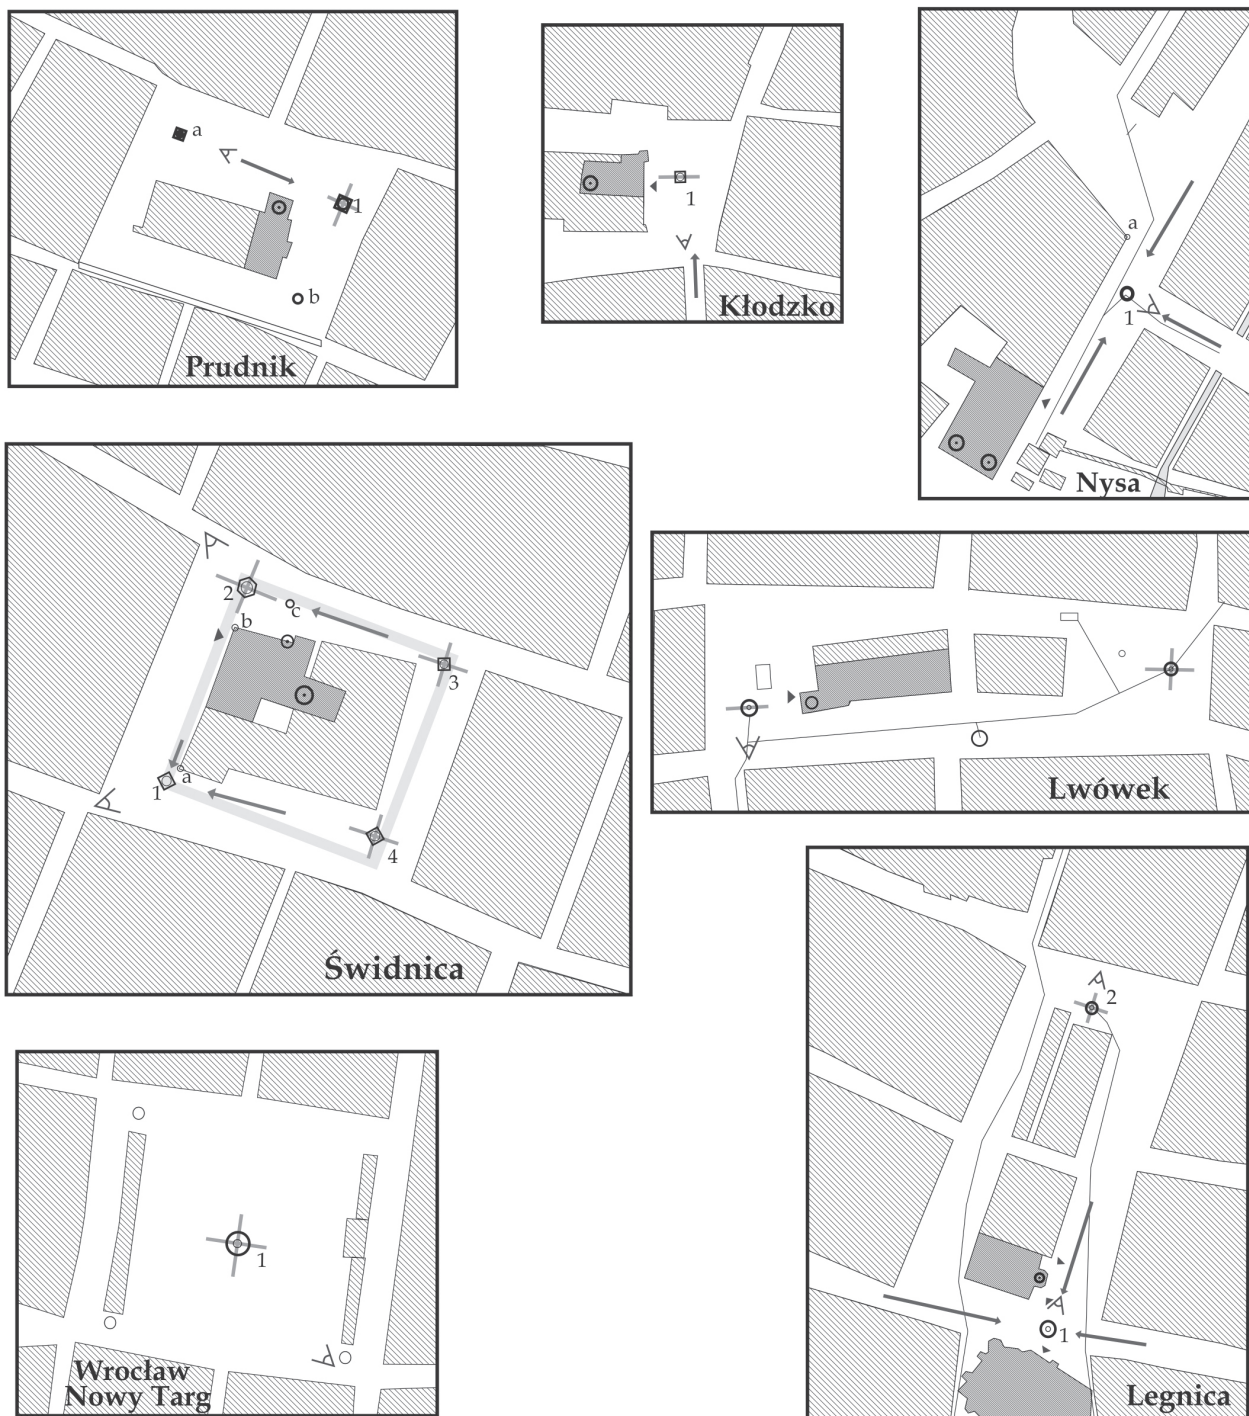 a
1
b
Prudnik
1
Kłodzko
a
1
Nysa
2
c
b
3
a
1
4
Świdnica
Lwówek
1
Wrocław
Nowy Targ
2
1
Legnica